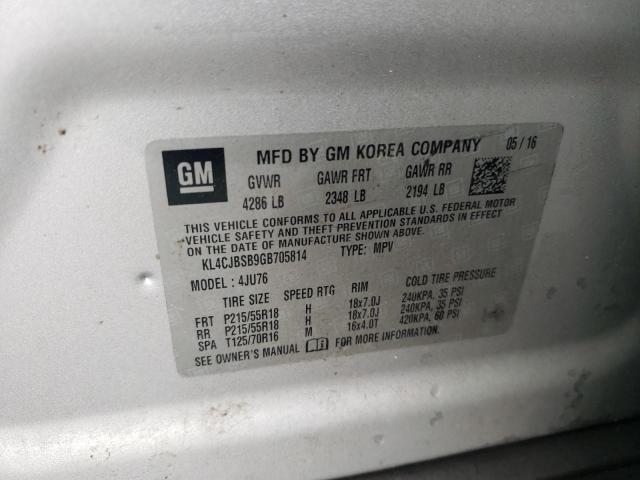 GM
MFD BY GM KOREA COMPANY 05/16
GVWR GAWR FRT GAWR RR
4286 LB 2348 LB 2194 LB
THIS VEHICLE CONFORMS TO ALL APPLICABLE U.S. FEDERAL MOTOR
VEHICLE SAFETY AND THEFT PREVENTION STANDARDS IN EFFECT
ON THE DATE OF MANUFACTURE SHOWN ABOVE.
KL4CJBSB9GB705814 TYPE: MPV
MODEL : 4JU76
TIRE SIZE SPEED RTG RIM COLD TIRE PRESSURE
FRT P215/55R18 H 18x7.0J 240KPA, 35 PSI
RR P215/55R18 H 18x7.0J 240KPA, 35 PSI
SPA T125/70R16 M 16x4.0T 420KPA, 60 PSI
SEE OWNER'S MANUAL FOR MORE INFORMATION